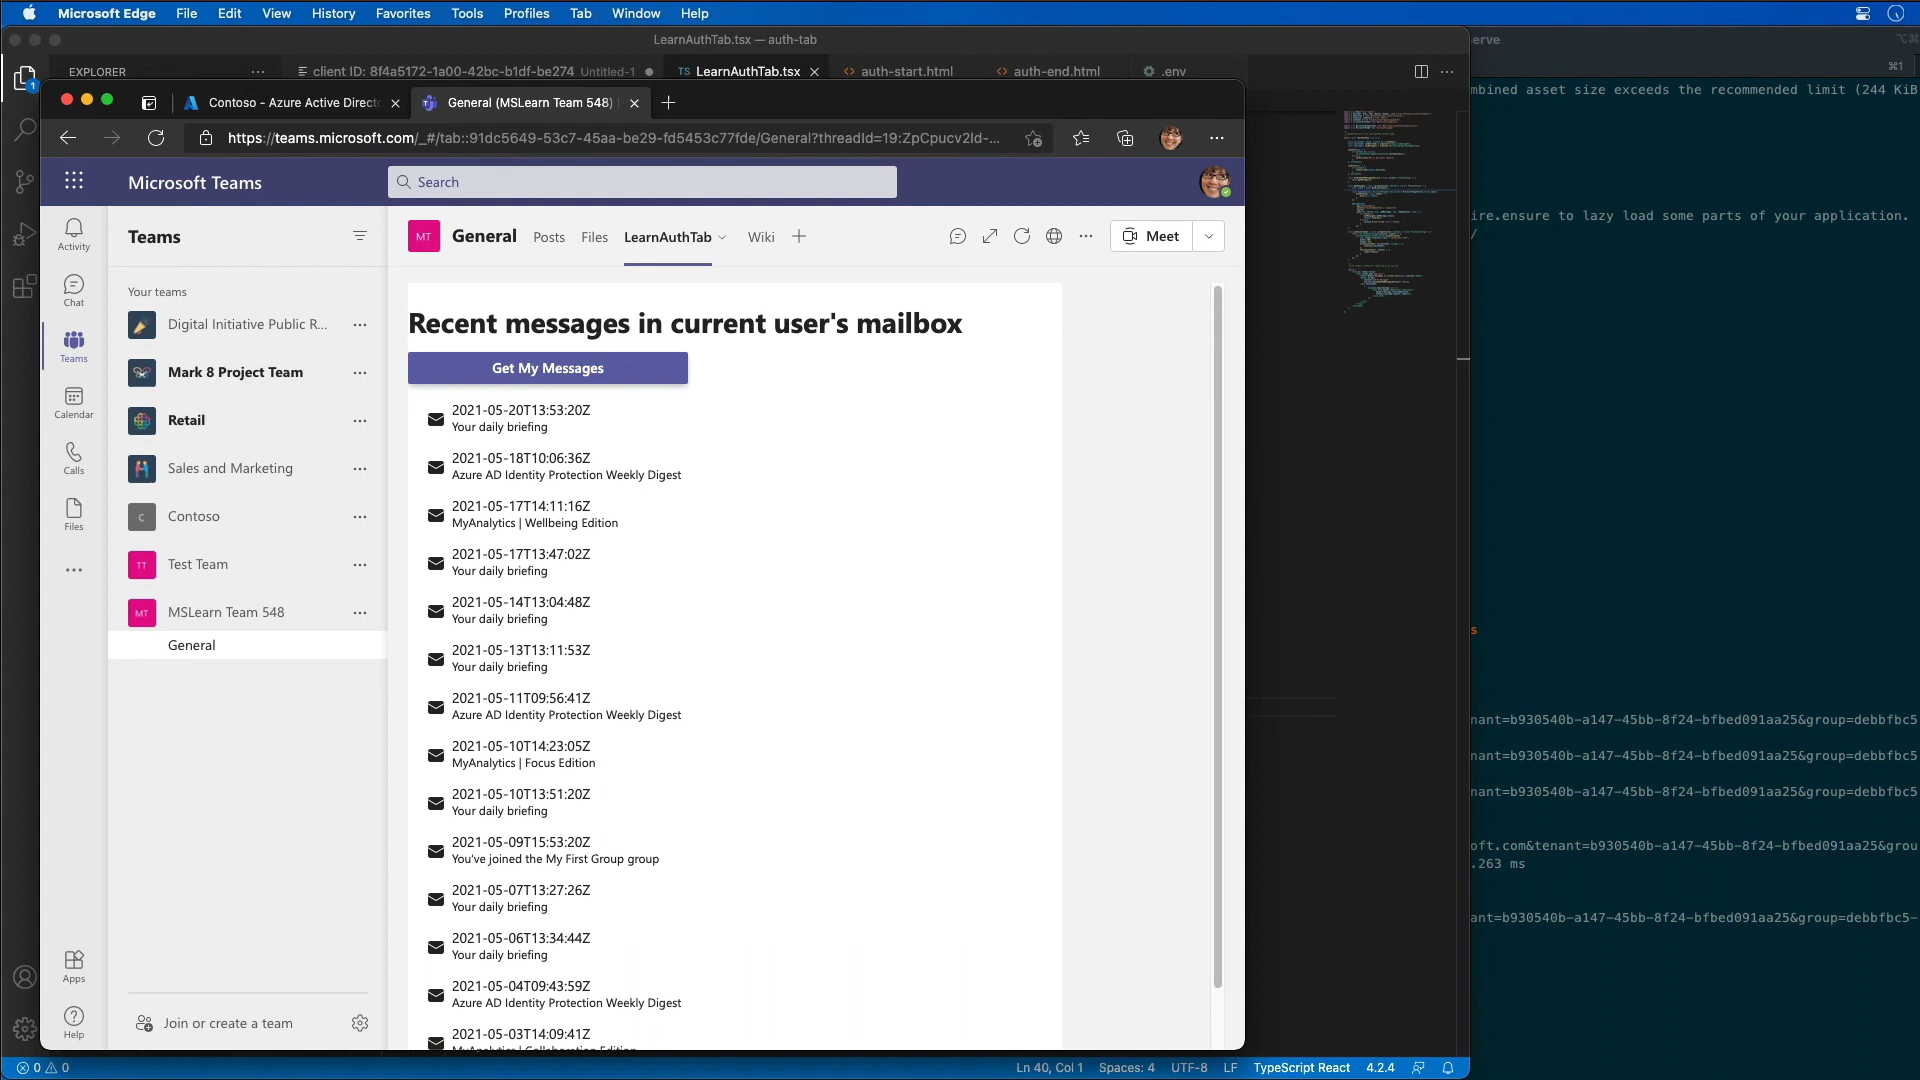 Microsoft Edge File Edit View History Favorites Tools Profiles Tab Window Help
LearnAuthTab.tsx — auth-tab
erve
EXPLORER
client ID: 8f4a5172-1a00-42bc-b1df-be274 Untitled-1
TS LearnAuthTab.tsx
auth-start.html
auth-end.html
.env
⌘1
1
Contoso - Azure Active Directo
General (MSLearn Team 548)
https://teams.microsoft.com/_#/tab::91dc5649-53c7-45aa-be29-fd5453c77fde/General?threadId=19:ZpCpucv2Id-...
Microsoft Teams
Search
Activity
Chat
Teams
Calendar
Calls
Files
Apps
Help
Teams
Your teams
Digital Initiative Public R...
Mark 8 Project Team
Retail
Sales and Marketing
C Contoso
TT Test Team
MT MSLearn Team 548
General
Join or create a team
MT General Posts Files LearnAuthTab Wiki
Meet
Recent messages in current user's mailbox
Get My Messages
2021-05-20T13:53:20Z
Your daily briefing
2021-05-18T10:06:36Z
Azure AD Identity Protection Weekly Digest
2021-05-17T14:11:16Z
MyAnalytics | Wellbeing Edition
2021-05-17T13:47:02Z
Your daily briefing
2021-05-14T13:04:48Z
Your daily briefing
2021-05-13T13:11:53Z
Your daily briefing
2021-05-11T09:56:41Z
Azure AD Identity Protection Weekly Digest
2021-05-10T14:23:05Z
MyAnalytics | Focus Edition
2021-05-10T13:51:20Z
Your daily briefing
2021-05-09T15:53:20Z
You've joined the My First Group group
2021-05-07T13:27:26Z
Your daily briefing
2021-05-06T13:34:44Z
Your daily briefing
2021-05-04T09:43:59Z
Azure AD Identity Protection Weekly Digest
2021-05-03T14:09:41Z
MyAnalytics | Collaboration Edition
mbined asset size exceeds the recommended limit (244 KiB
ire.ensure to lazy load some parts of your application.
/
s
nant=b930540b-a147-45bb-8f24-bfbed091aa25&group=debbfbc5
nant=b930540b-a147-45bb-8f24-bfbed091aa25&group=debbfbc5
nant=b930540b-a147-45bb-8f24-bfbed091aa25&group=debbfbc5
oft.com&tenant=b930540b-a147-45bb-8f24-bfbed091aa25&grou
.263 ms
ant=b930540b-a147-45bb-8f24-bfbed091aa25&group=debbfbc5-
0 0
Ln 40, Col 1 Spaces: 4 UTF-8 LF TypeScript React 4.2.4